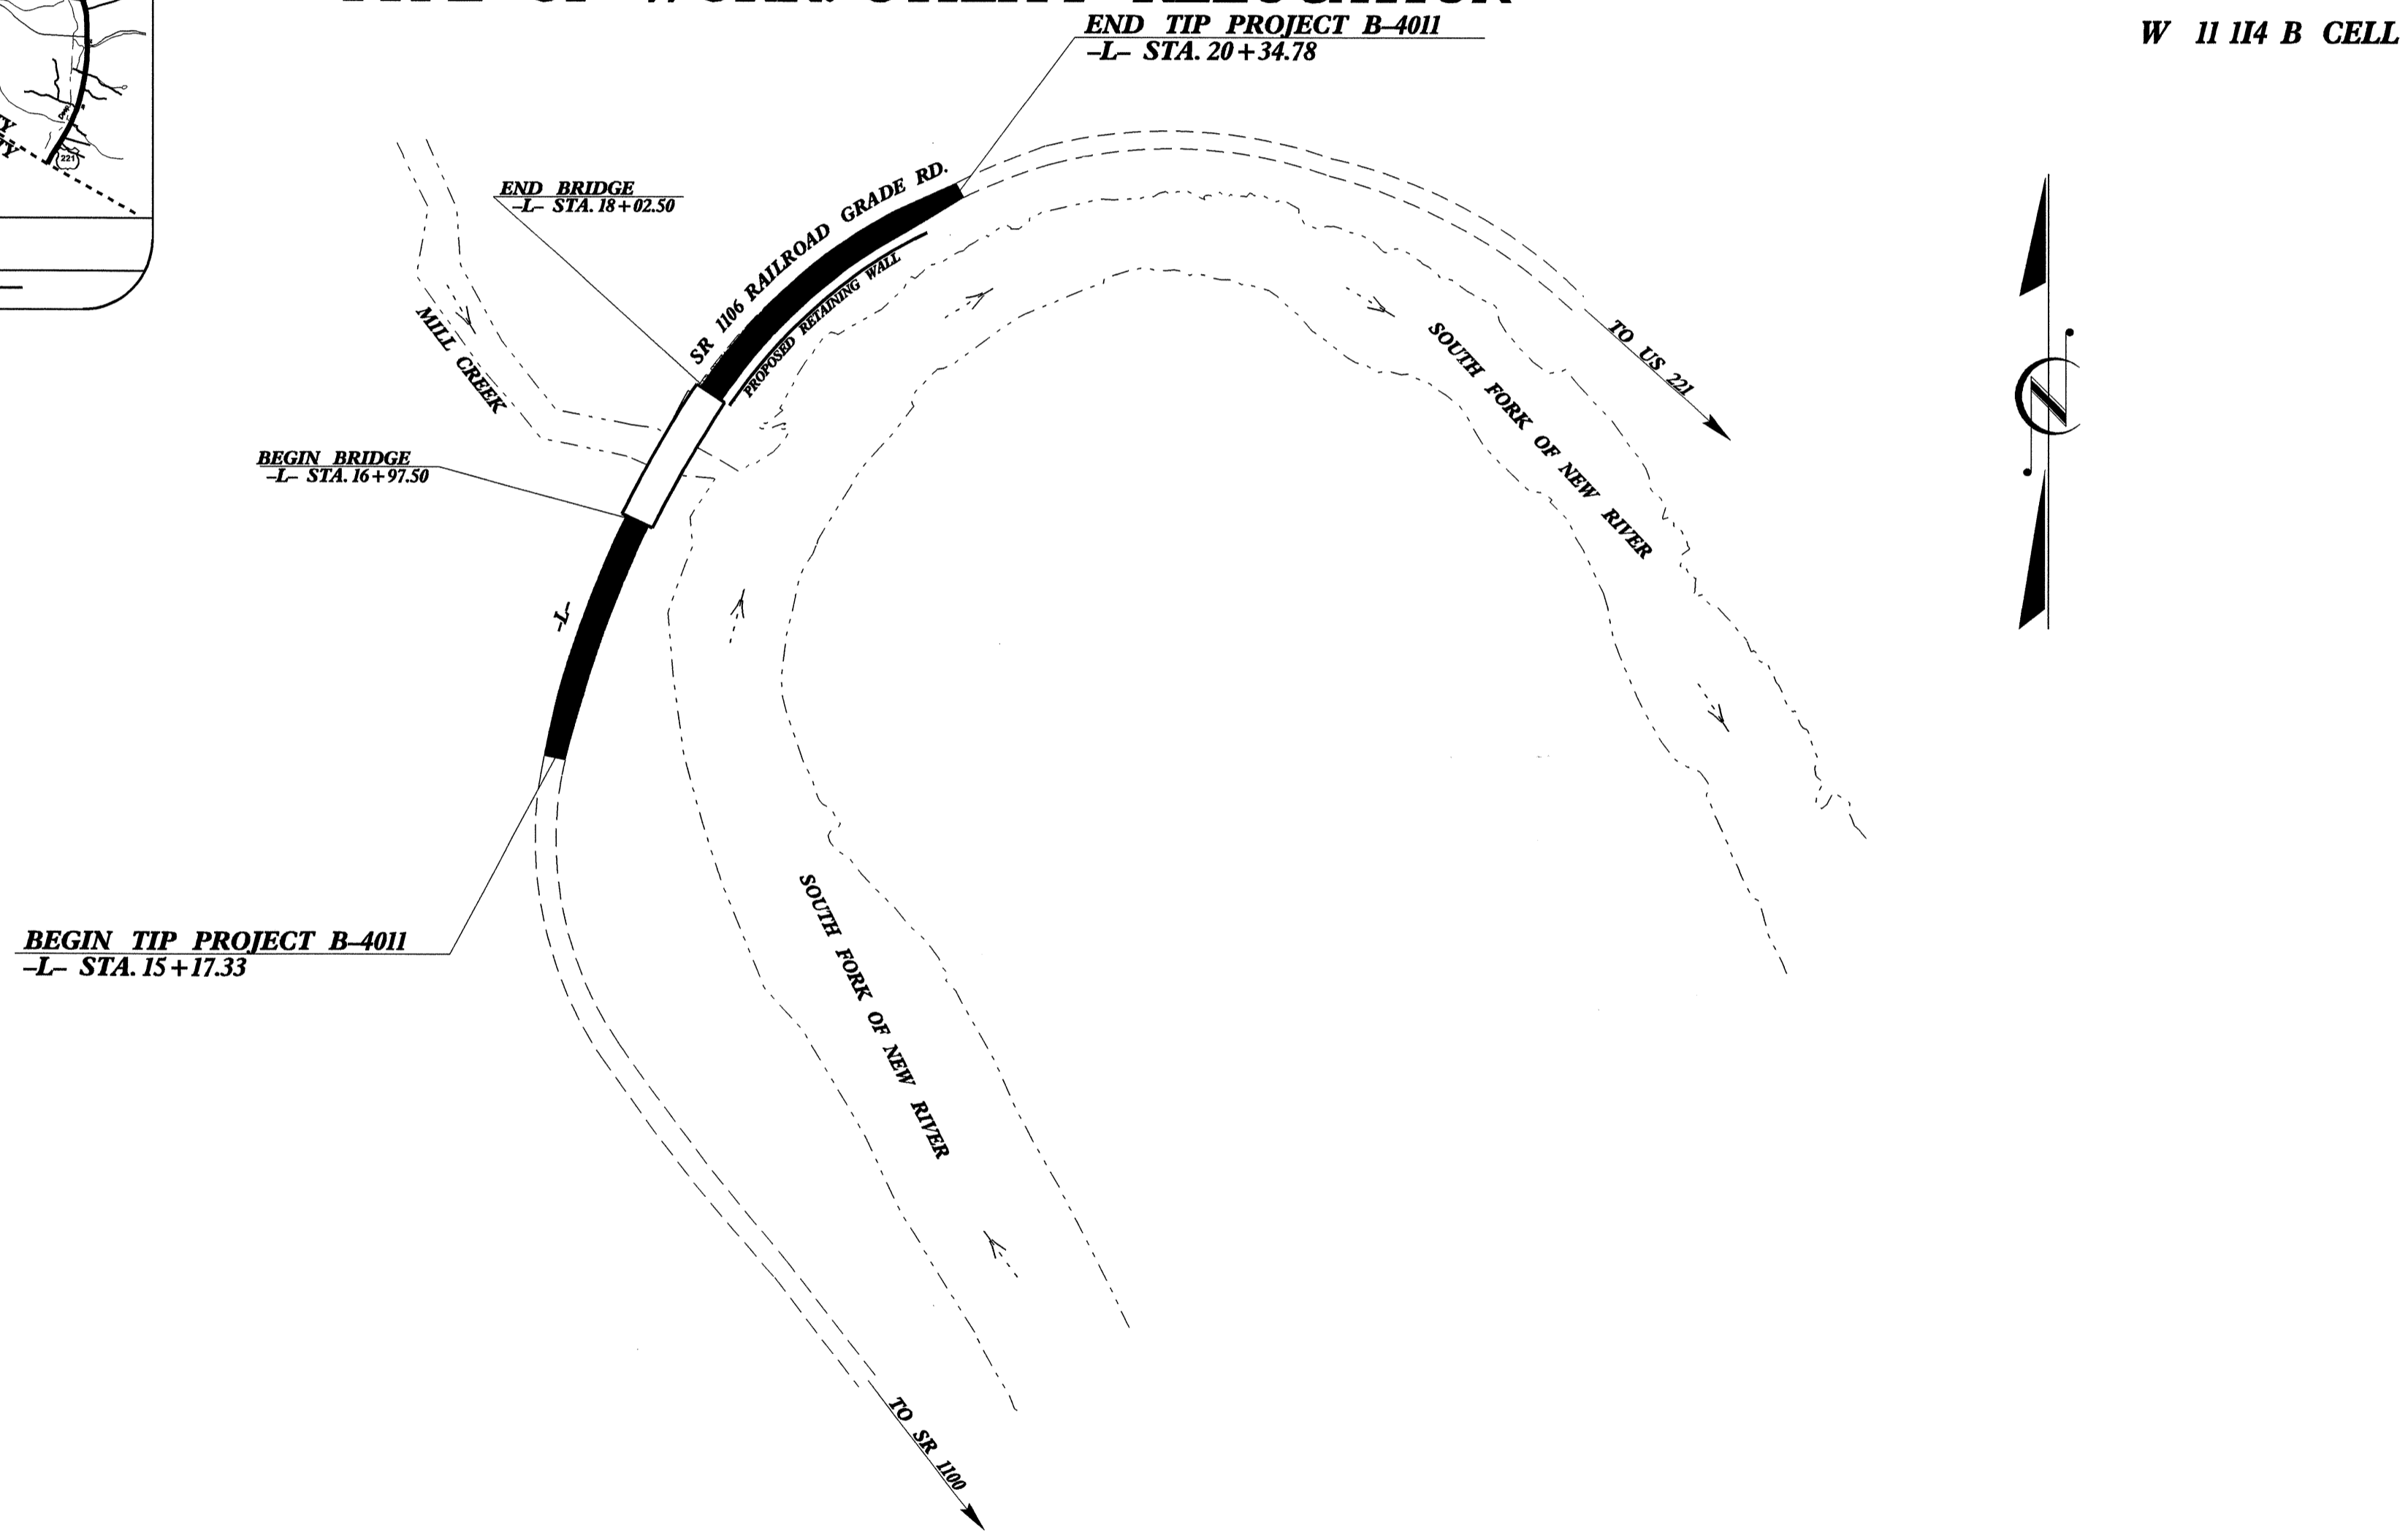 END TIP PROJECT B-4011
-L- STA. 20+34.78
W 11 1I4 B CELL
221
END BRIDGE
-L- STA. 18+02.50
SR 1106 RAILROAD GRADE RD.
PROPOSED RETAINING WALL
MILL CREEK
TO US 221
SOUTH FORK OF NEW RIVER
N
BEGIN BRIDGE
-L- STA. 16+97.50
-L-
BEGIN TIP PROJECT B-4011
-L- STA. 15+17.33
SOUTH FORK OF NEW RIVER
TO SR 1100